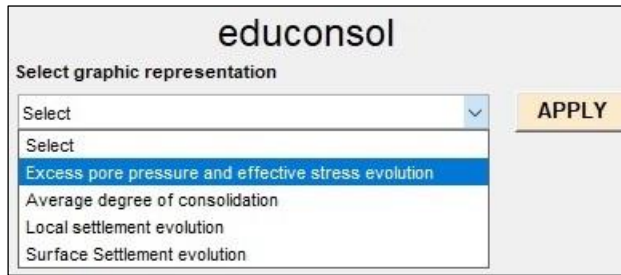 educonsol
Select graphic representation
Select
APPLY
Select
Excess pore pressure and effective stress evolution
Average degree of consolidation
Local settlement evolution
Surface Settlement evolution